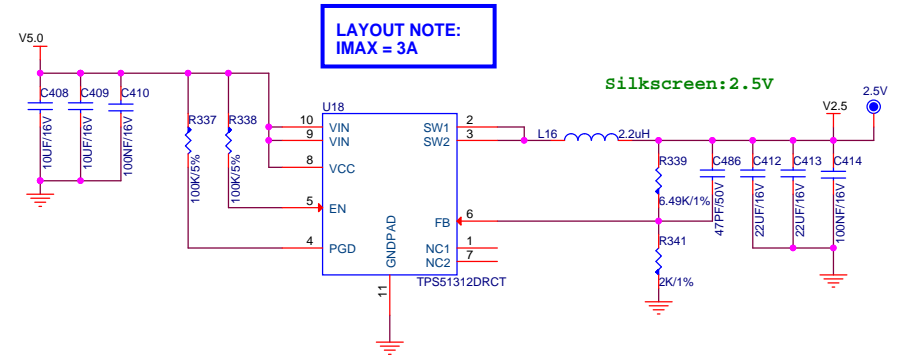 LAYOUT NOTE:
IMAX = 3A
V5.0
Silkscreen:2.5V
2.5V
V2.5
C408
C409
C410
10UF/16V
10UF/16V
100NF/16V
R337
R338
100K/5%
100K/5%
U18
10 VIN
9 VIN
8 VCC
5 EN
4 PGD
GNDPAD
11
SW1 2
SW2 3
FB 6
NC1 1
NC2 7
TPS51312DRCT
L16
2.2uH
R339
6.49K/1%
R341
2K/1%
C486
47PF/50V
C412
22UF/16V
C413
22UF/16V
C414
100NF/16V